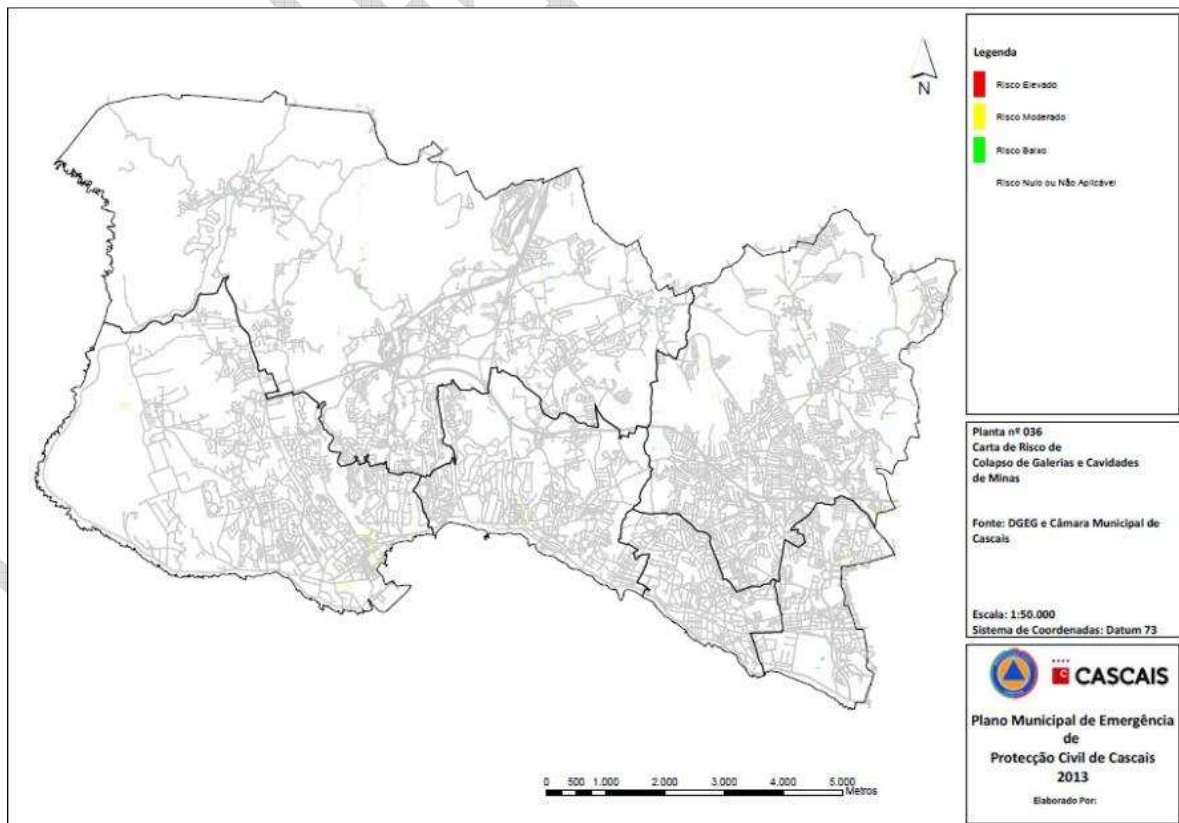 N
Legenda
Risco Elevado
Risco Moderado
Risco Baixo
Risco Nulo ou Não Aplicável
Planta nº 036
Carta de Risco de
Colapso de Galerias e Cavidades
de Minas
Fonte: DGEG e Câmara Municipal de
Cascais
Escala: 1:50.000
Sistema de Coordenadas: Datum 73
CASCAIS
Plano Municipal de Emergência
de
Protecção Civil de Cascais
2013
Elaborado Por:
0 500 1.000 2.000 3.000 4.000 5.000
Metros